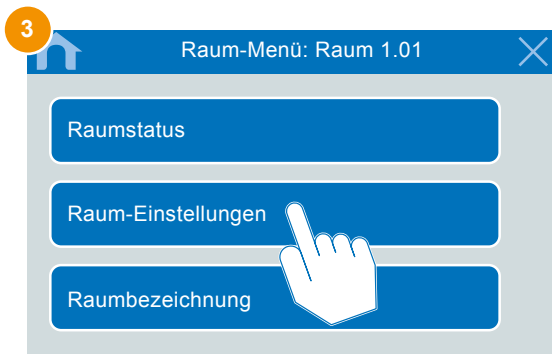 3
Raum-Menü: Raum 1.01
Raumstatus
Raum-Einstellungen
Raumbezeichnung